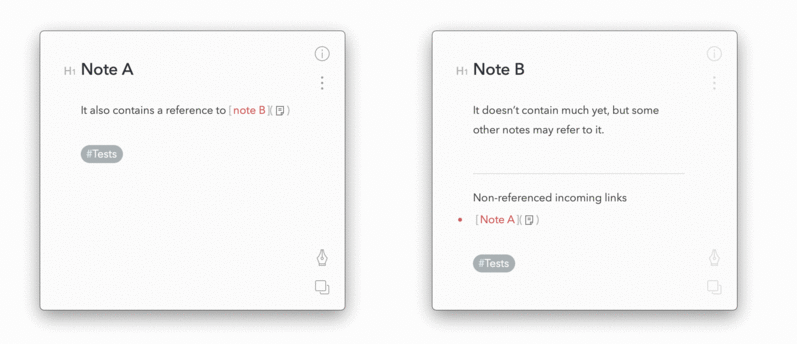 H1 Note A
It also contains a reference to [note B]( )
#Tests
H1 Note B
It doesn’t contain much yet, but some
other notes may refer to it.
Non-referenced incoming links
[Note A]( )
#Tests